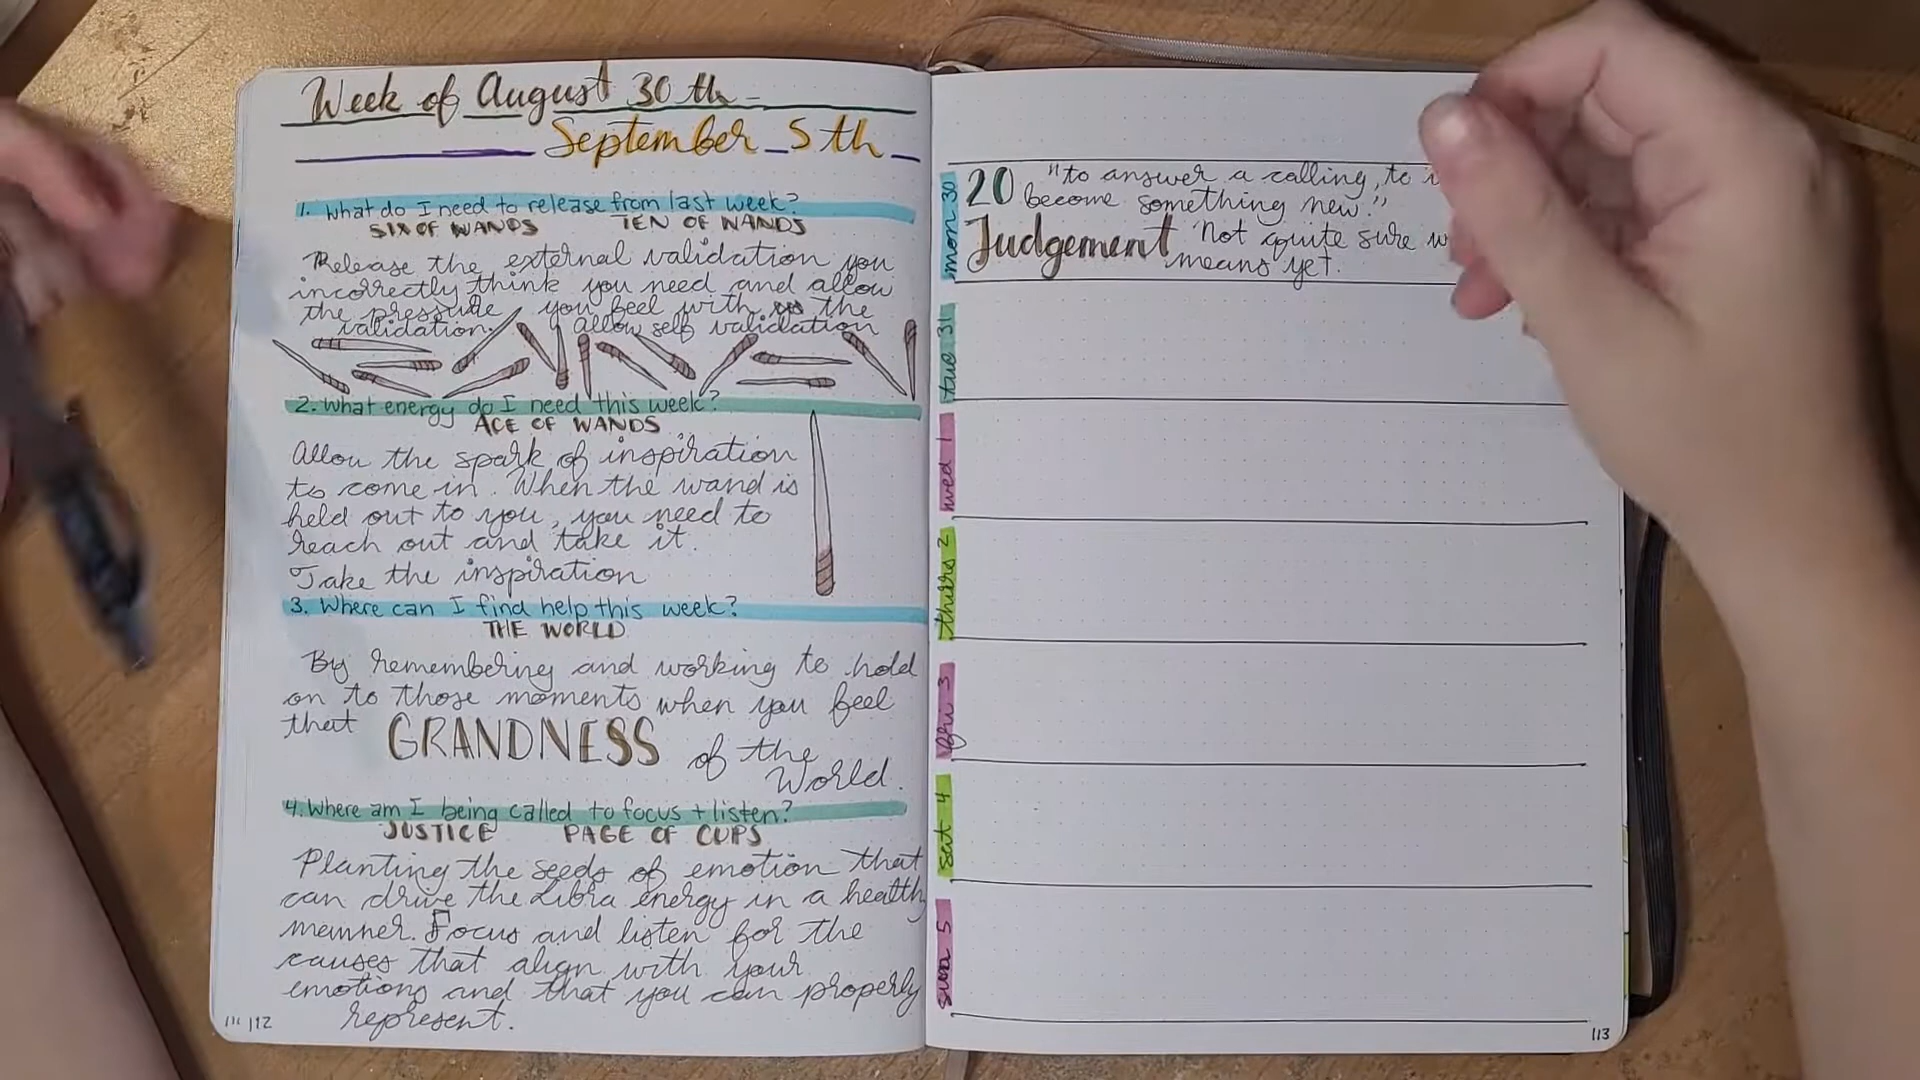 Week of August 30th -
September 5th
1. What do I need to release from last week?
SIX OF WANDS TEN OF WANDS
Release the external validation you
incorrectly think you need and allow
the pressure you feel with the
validation. Allow self validation
2. What energy do I need this week?
ACE OF WANDS
Allow the spark of inspiration
to come in. When the wand is
held out to you, you need to
reach out and take it.
Take the inspiration
3. Where can I find help this week?
THE WORLD
By remembering and working to hold
on to those moments when you feel
that GRANDNESS of the
World.
4. Where am I being called to focus + listen?
JUSTICE PAGE OF CUPS
Planting the seeds of emotion that
can drive the Libra energy in a healthy
manner. Focus and listen for the
causes that align with your
emotions and that you can properly
represent.
112
mon 30
20 "to answer a calling, to
become something new."
Judgement Not quite sure
means yet.
tue 31
wed 1
thurs 2
fri 3
sat 4
sun 5
113